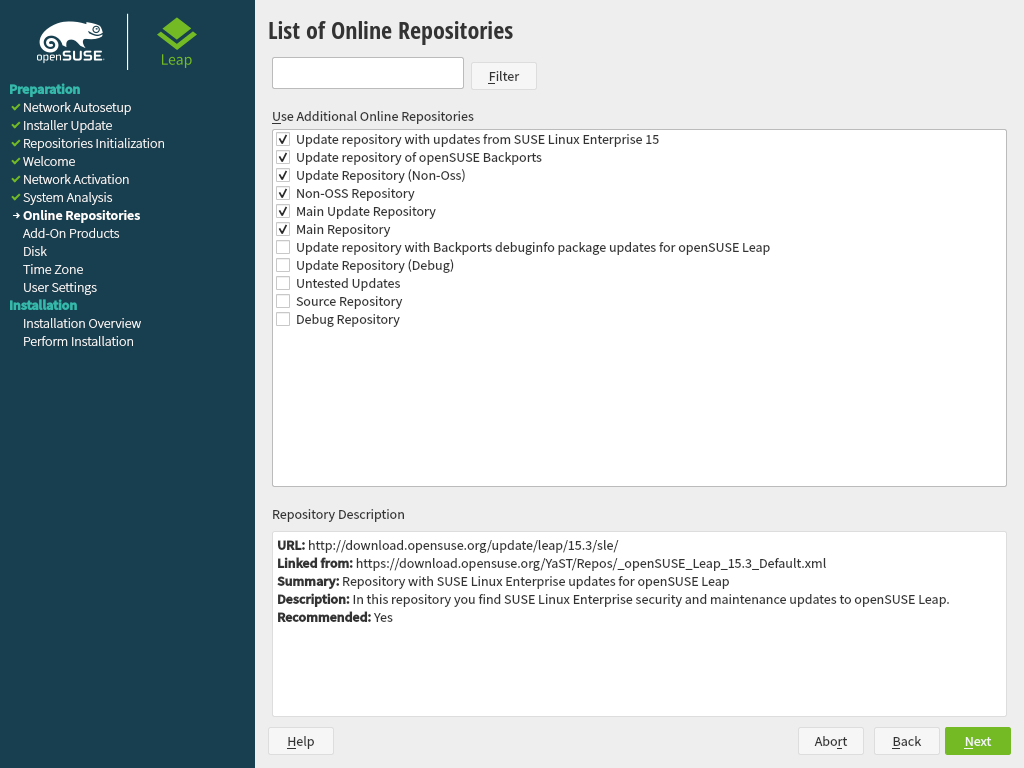 openSUSE
Leap
Preparation
Network Autosetup
Installer Update
Repositories Initialization
Welcome
Network Activation
System Analysis
Online Repositories
Add-On Products
Disk
Time Zone
User Settings
Installation
Installation Overview
Perform Installation
List of Online Repositories
Filter
Use Additional Online Repositories
Update repository with updates from SUSE Linux Enterprise 15
Update repository of openSUSE Backports
Update Repository (Non-Oss)
Non-OSS Repository
Main Update Repository
Main Repository
Update repository with Backports debuginfo package updates for openSUSE Leap
Update Repository (Debug)
Untested Updates
Source Repository
Debug Repository
Repository Description
URL: http://download.opensuse.org/update/leap/15.3/sle/
Linked from: https://download.opensuse.org/YaST/Repos/_openSUSE_Leap_15.3_Default.xml
Summary: Repository with SUSE Linux Enterprise updates for openSUSE Leap
Description: In this repository you find SUSE Linux Enterprise security and maintenance updates to openSUSE Leap.
Recommended: Yes
Help
Abort
Back
Next